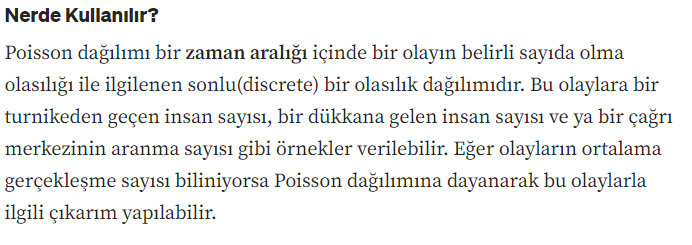 Nerde Kullanılır?
Poisson dağılımı bir zaman aralığı içinde bir olayın belirli sayıda olma
olasılığı ile ilgilenen sonlu(discrete) bir olasılık dağılımıdır. Bu olaylara bir
turnikeden geçen insan sayısı, bir dükkana gelen insan sayısı ve ya bir çağrı
merkezinin aranma sayısı gibi örnekler verilebilir. Eğer olayların ortalama
gerçekleşme sayısı biliniyorsa Poisson dağılımına dayanarak bu olaylarla
ilgili çıkarım yapılabilir.